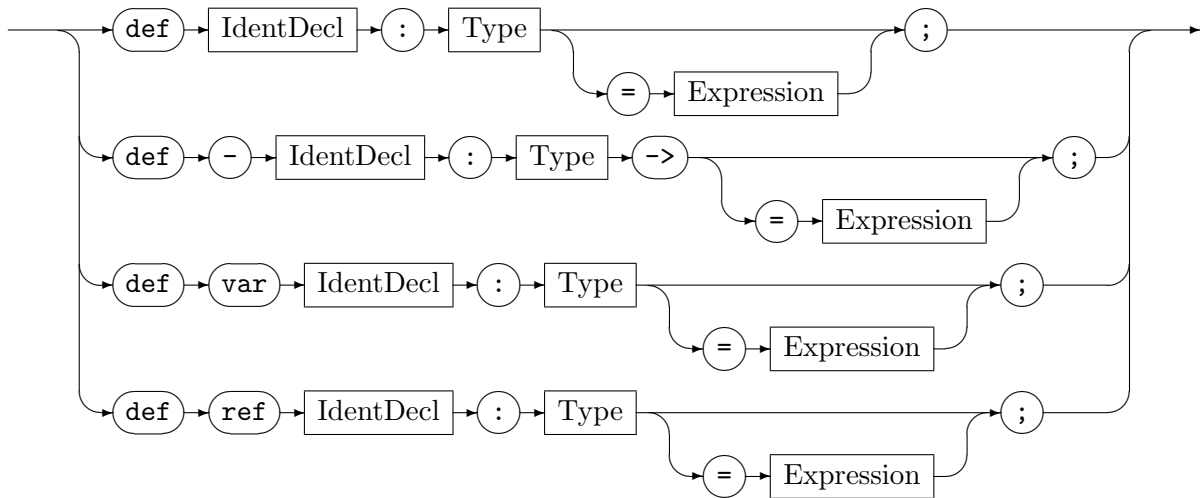 def IdentDecl : Type ;
= Expression
def - IdentDecl : Type -> ;
= Expression
def var IdentDecl : Type ;
= Expression
def ref IdentDecl : Type ;
= Expression